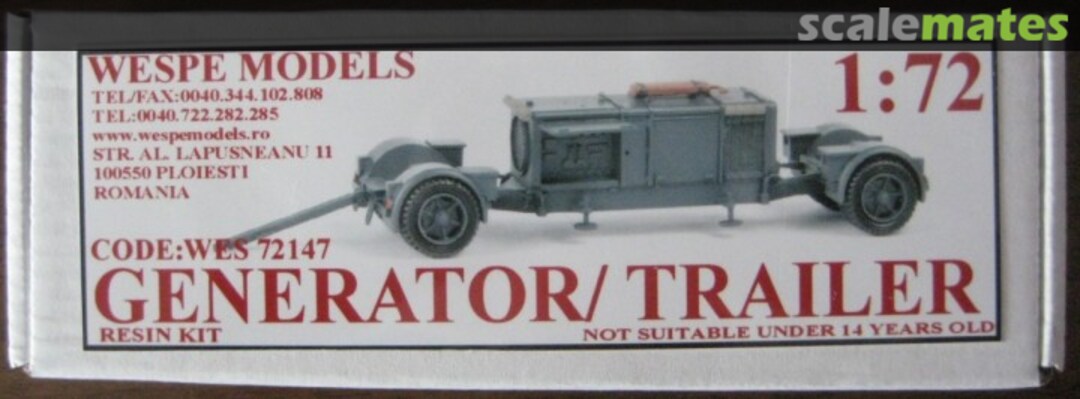 scalemates
WESPE MODELS
TEL/FAX:0040.344.102.808
TEL:0040.722.282.285
www.wespemodels.ro
STR. AL. LAPUSNEANU 11
100550 PLOIESTI
ROMANIA
1:72
CODE:WES 72147
GENERATOR/ TRAILER
RESIN KIT
NOT SUITABLE UNDER 14 YEARS OLD